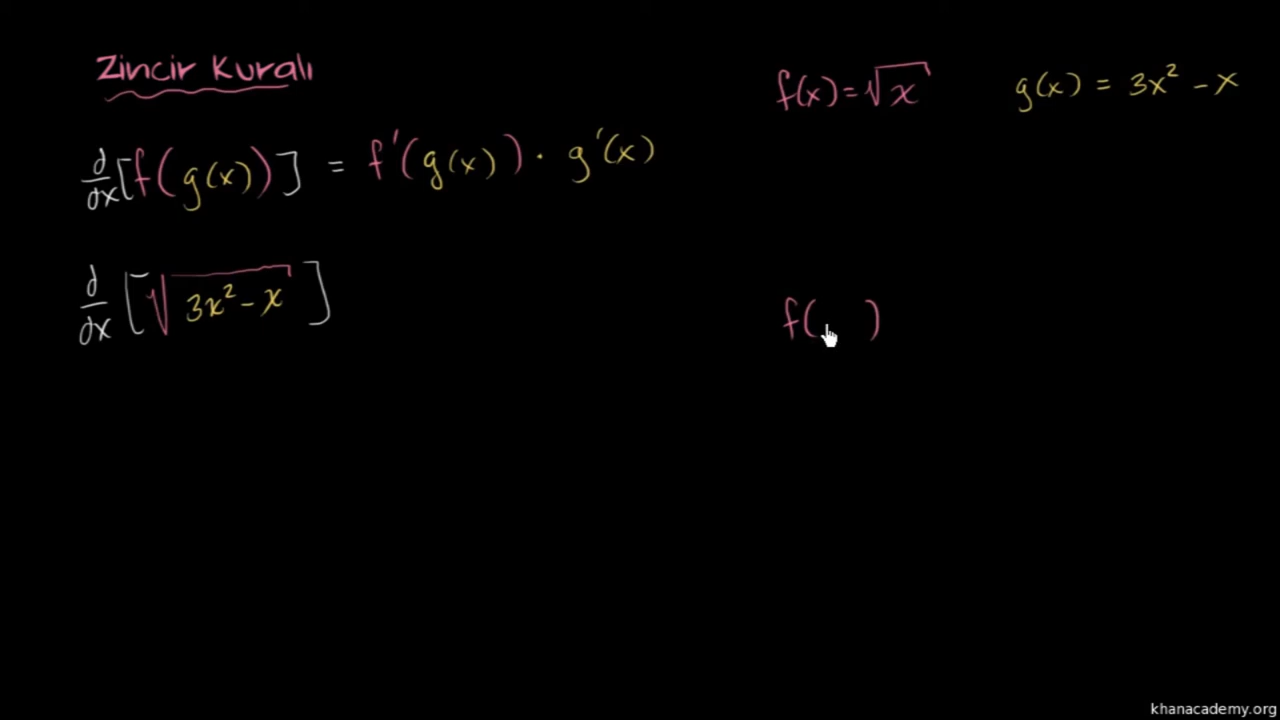 Zincir Kuralı
f(x) = √x
g(x) = 3x² - x
d/dx [f(g(x))] = f'(g(x)) · g'(x)
d/dx [√(3x² - x)]
f( )
khanacademy.org